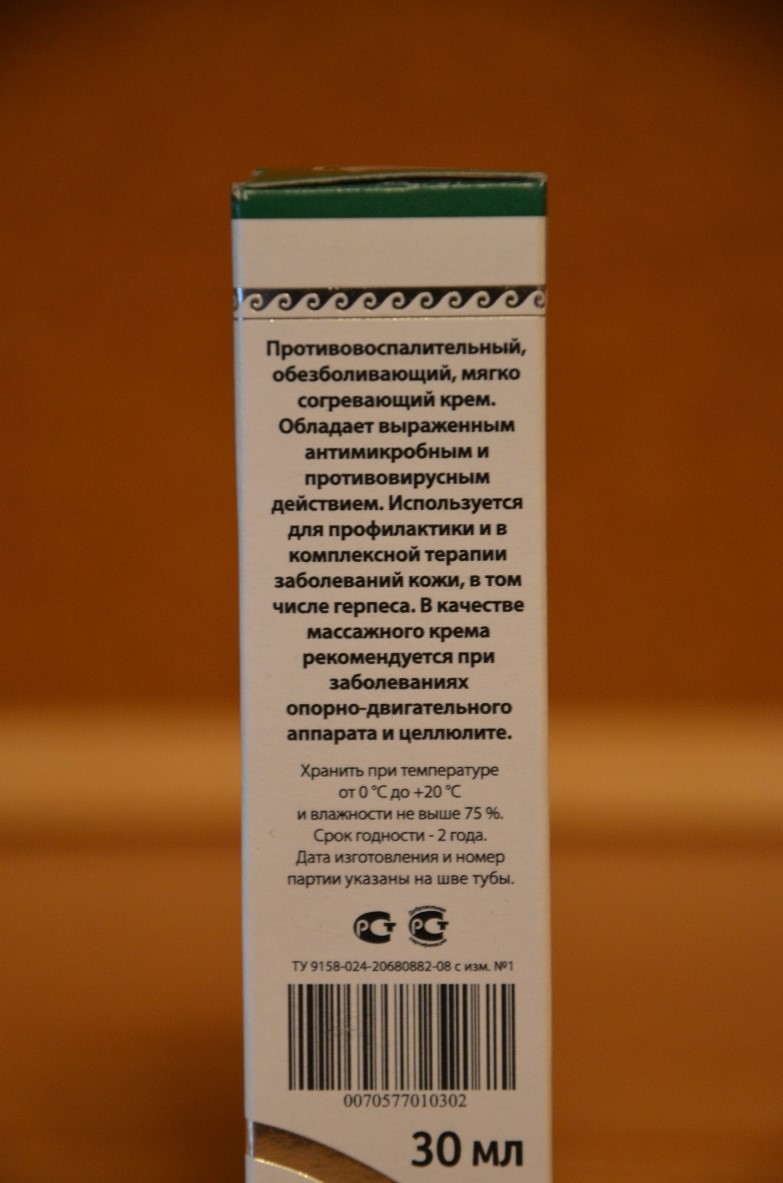 Противовоспалительный,
обезболивающий, мягко
согревающий крем.
Обладает выраженным
антимикробным и
противовирусным
действием. Используется
для профилактики и в
комплексной терапии
заболеваний кожи, в том
числе герпеса. В качестве
массажного крема
рекомендуется при
заболеваниях
опорно-двигательного
аппарата и целлюлите.
Хранить при температуре
от 0 °C до +20 °C
и влажности не выше 75 %.
Срок годности - 2 года.
Дата изготовления и номер
партии указаны на шве тубы.
РСТ РСТ
ТУ 9158-024-20680882-08 с изм. №1
0070577010302
30 мл